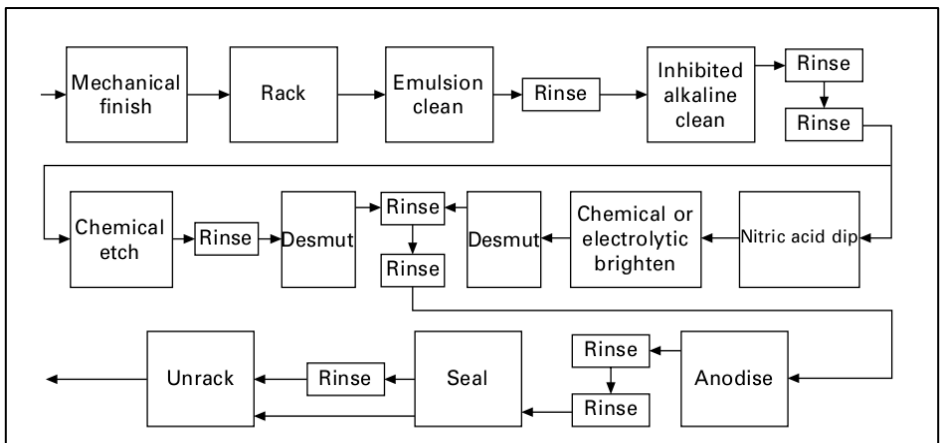 Mechanical
finish
Rack
Emulsion
clean
Rinse
Inhibited
alkaline
clean
Rinse
Rinse
Chemical
etch
Rinse
Desmut
Rinse
Rinse
Desmut
Chemical or
electrolytic
brighten
Nitric acid dip
Unrack
Rinse
Seal
Rinse
Rinse
Anodise